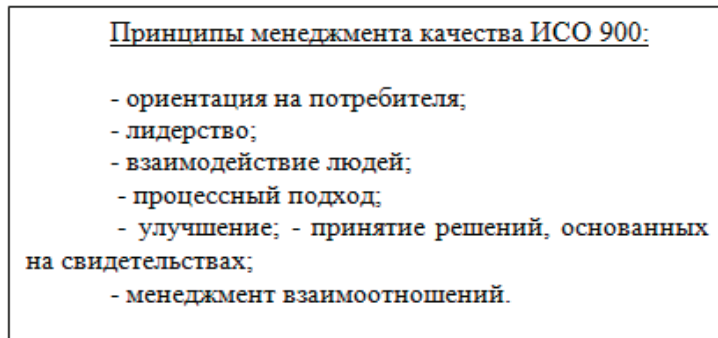 Принципы менеджмента качества ИСО 900:
- ориентация на потребителя;
- лидерство;
- взаимодействие людей;
- процессный подход;
- улучшение; - принятие решений, основанных
на свидетельствах;
- менеджмент взаимоотношений.